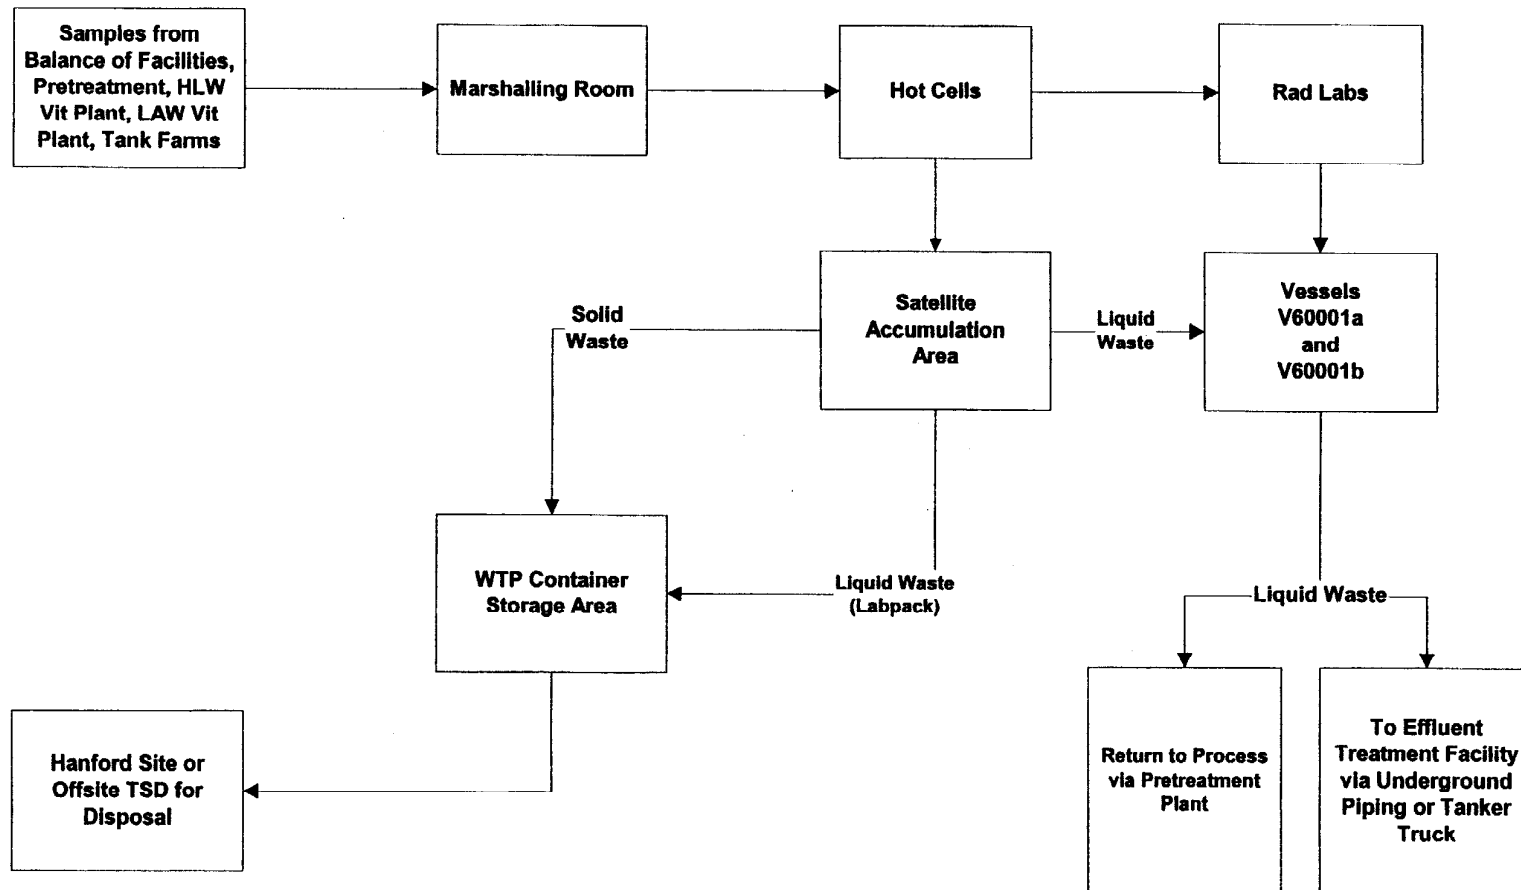 Samples from
Balance of Facilities,
Pretreatment, HLW
Vit Plant, LAW Vit
Plant, Tank Farms
Marshalling Room
Hot Cells
Rad Labs
Satellite
Accumulation
Area
Vessels
V60001a
and
V60001b
Solid
Waste
Liquid
Waste
WTP Container
Storage Area
Liquid Waste
(Labpack)
Liquid Waste
Hanford Site or
Offsite TSD for
Disposal
Return to Process
via Pretreatment
Plant
To Effluent
Treatment Facility
via Underground
Piping or Tanker
Truck